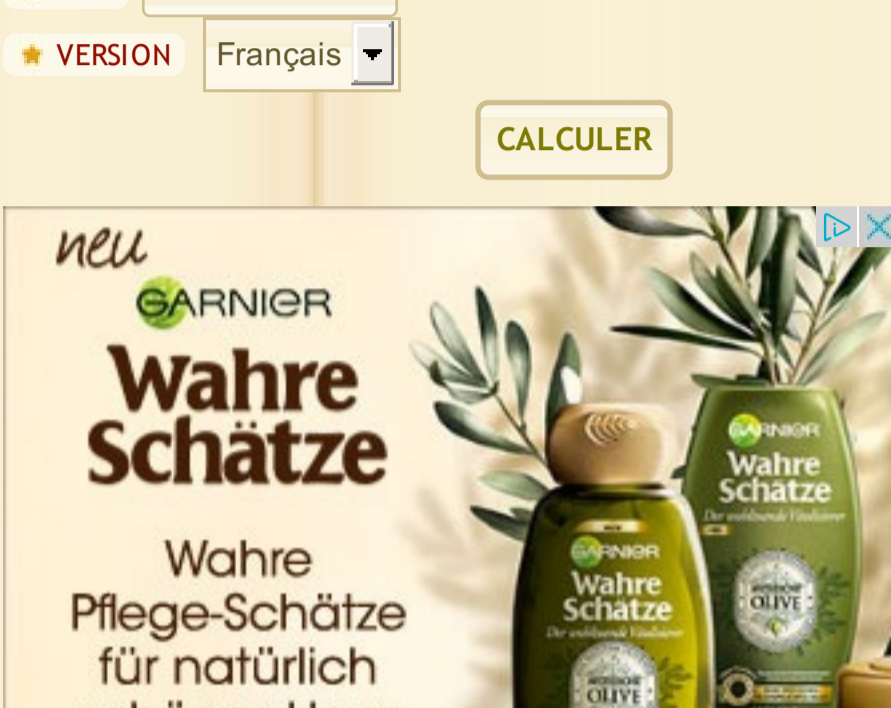 VERSION Français
CALCULER
neu
GARNIER
Wahre
Schätze
Wahre
Pflege-Schätze
für natürlich
GARNIER
Wahre
Schätze
OLIVE
GARNIER
Wahre
Schätze
OLIVE